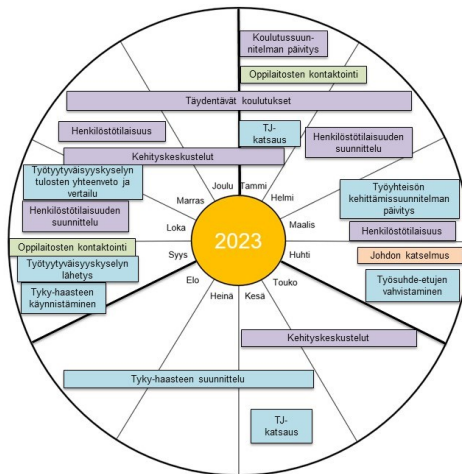 Koulutussuun-
nitelman päivitys
Oppilaitosten kontaktointi
Täydentävät koulutukset
Henkilöstötilaisuus
TJ-
katsaus
Henkilöstötilaisuuden
suunnittelu
Kehityskeskustelut
Työtyytyväisyyskyselyn
tulosten yhteenveto ja
vertailu
Joulu
Tammi
Marras
Helmi
Työyhteisön
kehittämissuunnitelman
päivitys
Henkilöstötilaisuuden
suunnittelu
Loka
Maalis
Henkilöstötilaisuus
Oppilaitosten kontaktointi
Syys
2023
Huhti
Johdon katselmus
Työtyytyväisyyskyselyn
lähetys
Elo
Touko
Työsuhde-etujen
vahvistaminen
Tyky-haasteen
käynnistäminen
Heinä
Kesä
Kehityskeskustelut
Tyky-haasteen suunnittelu
TJ-
katsaus